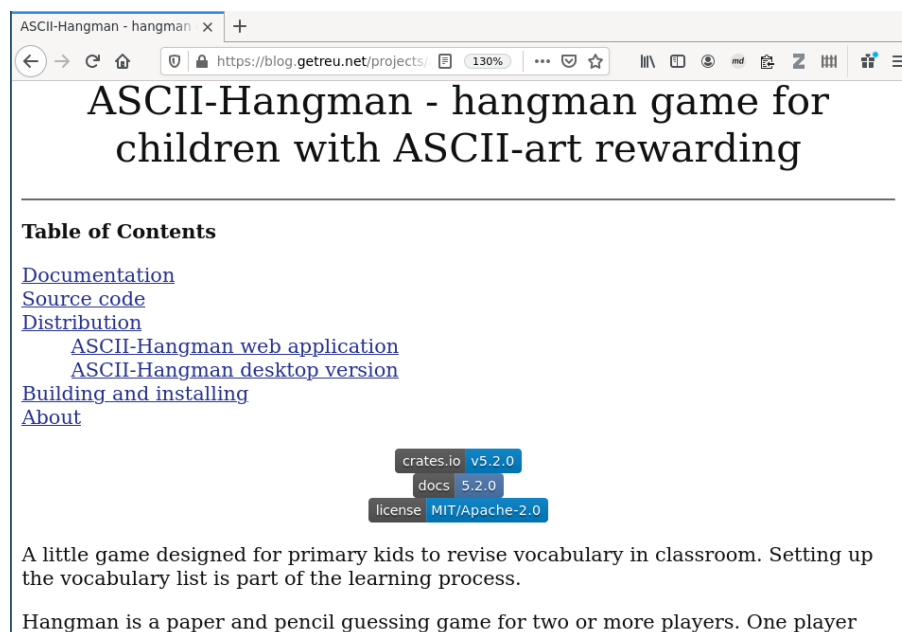 ASCII-Hangman - hangman
https://blog.getreu.net/projects/ 130%
ASCII-Hangman - hangman game for
children with ASCII-art rewarding
Table of Contents
Documentation
Source code
Distribution
ASCII-Hangman web application
ASCII-Hangman desktop version
Building and installing
About
crates.io v5.2.0
docs 5.2.0
license MIT/Apache-2.0
A little game designed for primary kids to revise vocabulary in classroom. Setting up
the vocabulary list is part of the learning process.
Hangman is a paper and pencil guessing game for two or more players. One player